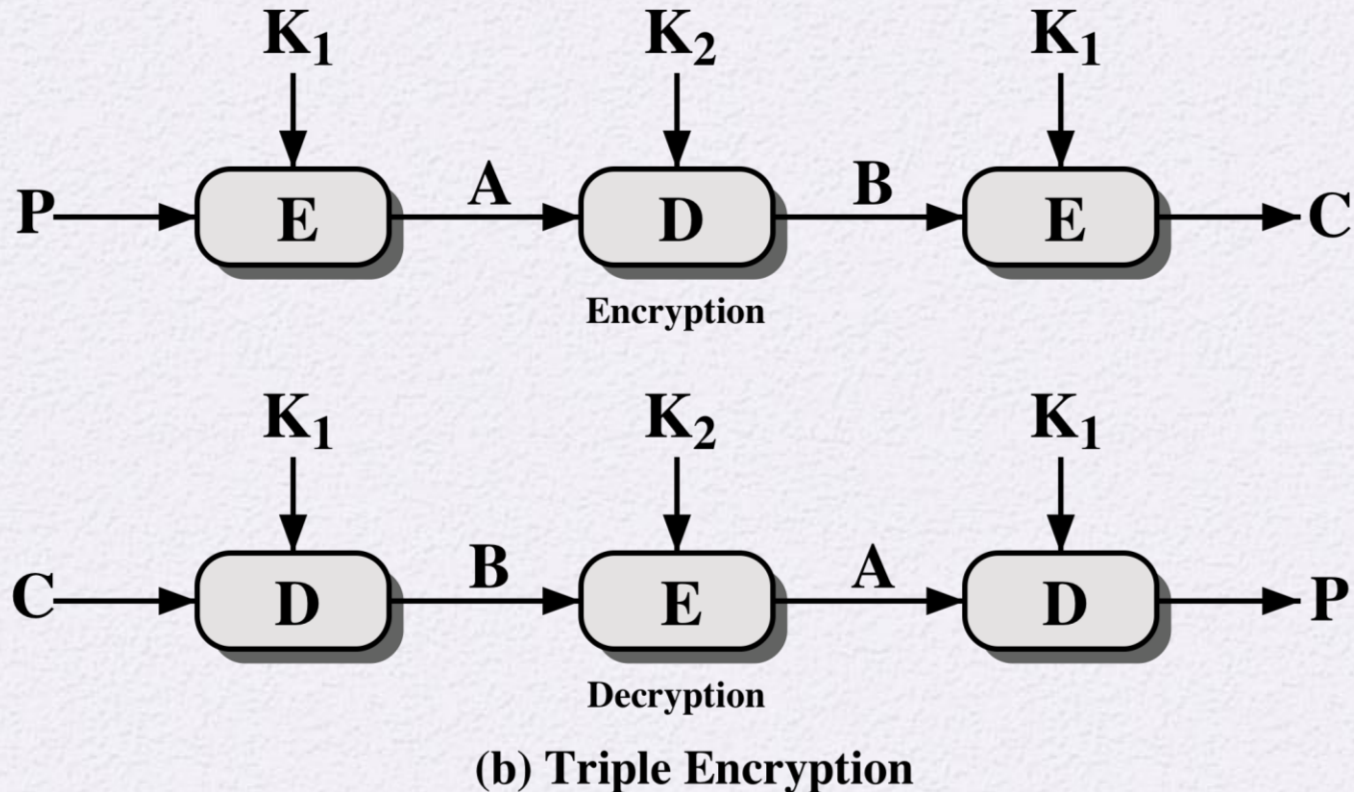 K1 K2 K1
P E A D B E C
Encryption
K1 K2 K1
C D B E A D P
Decryption
(b) Triple Encryption